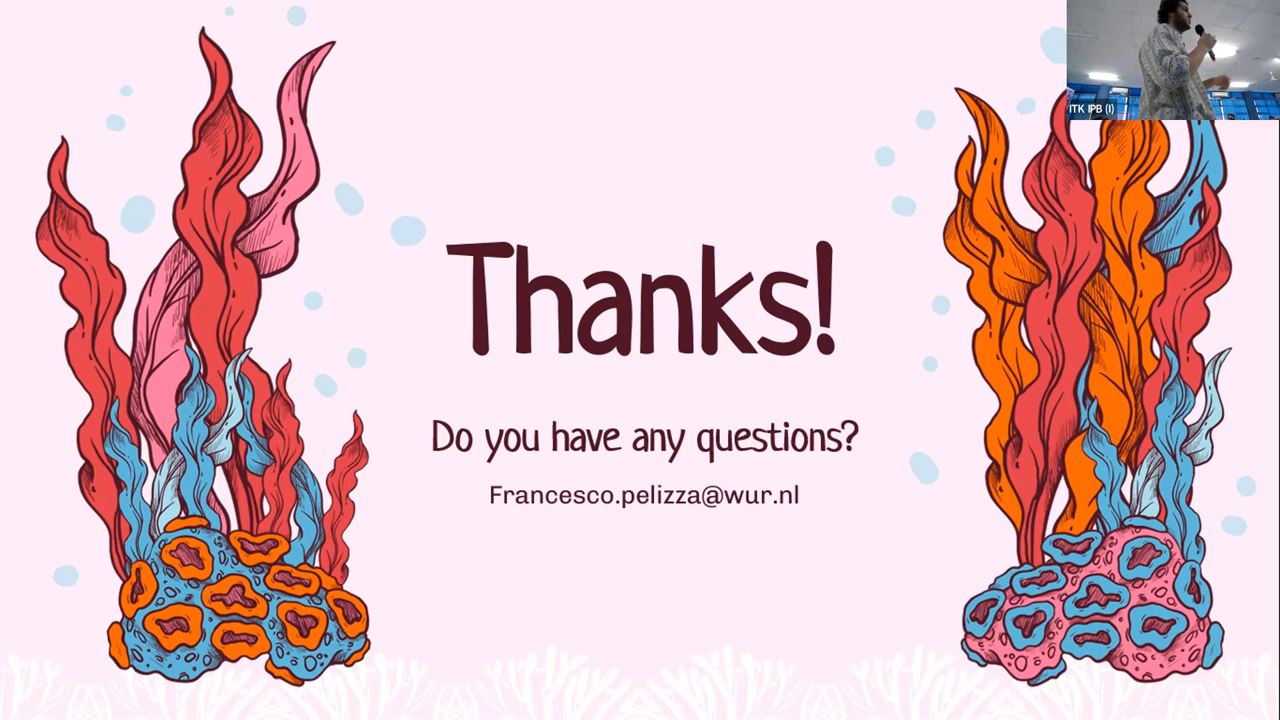 ITK IPB (I)
Thanks!
Do you have any questions?
Francesco.pelizza@wur.nl